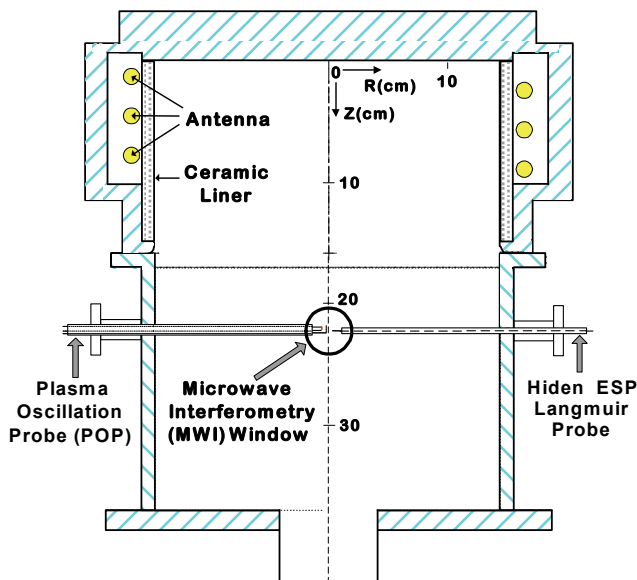 0
10
R(cm)
Z(cm)
Antenna
Ceramic
Liner
10
20
Plasma
Oscillation
Probe (POP)
Microwave
Interferometry
(MWI) Window
Hiden ESP
Langmuir
Probe
30